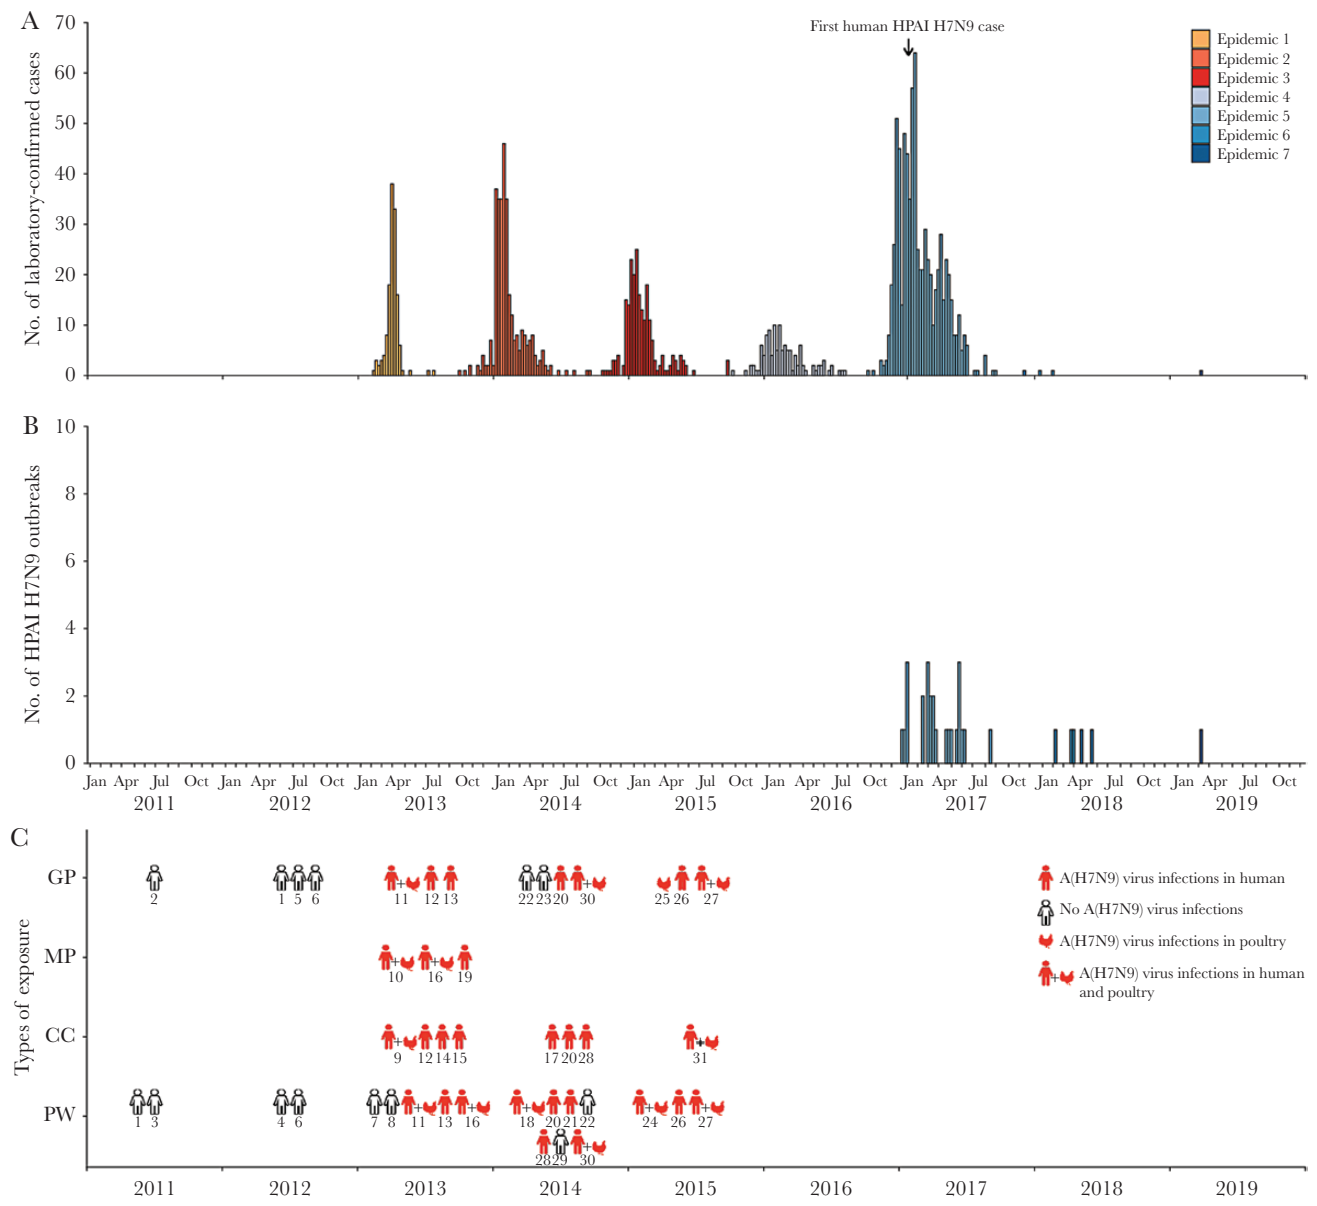 A
First human HPAI H7N9 case
No. of laboratory-confirmed cases
70
60
50
40
30
20
10
0
Epidemic 1
Epidemic 2
Epidemic 3
Epidemic 4
Epidemic 5
Epidemic 6
Epidemic 7
B
No. of HPAI H7N9 outbreaks
10
8
6
4
2
0
Jan Apr Jul Oct Jan Apr Jul Oct Jan Apr Jul Oct Jan Apr Jul Oct Jan Apr Jul Oct Jan Apr Jul Oct Jan Apr Jul Oct Jan Apr Jul Oct Jan Apr Jul Oct
2011 2012 2013 2014 2015 2016 2017 2018 2019
C
Types of exposure
GP
+ + + +
2 1 5 6 11 12 13 22 23 20 30 25 26 27
MP
+ +
10 16 19
CC
+ +
9 12 14 15 17 20 28 31
PW
+ + + + +
1 3 4 6 7 8 11 13 16 18 20 21 22 24 26 27
+
28 29 30
A(H7N9) virus infections in human
No A(H7N9) virus infections
A(H7N9) virus infections in poultry
+ A(H7N9) virus infections in human
and poultry
2011 2012 2013 2014 2015 2016 2017 2018 2019